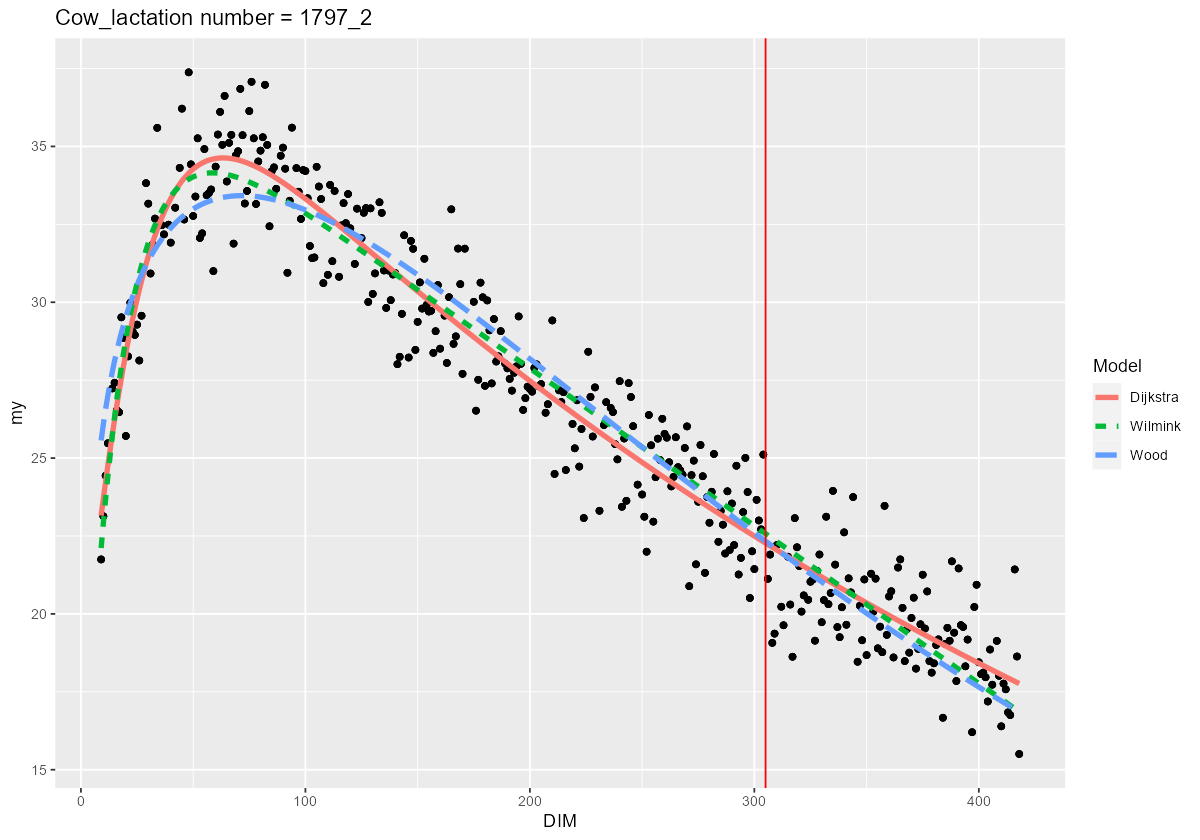 Cow_lactation number = 1797_2
my
35
30
25
20
15
0 100 200 300 400
DIM
Model
Dijkstra
Wilmink
Wood